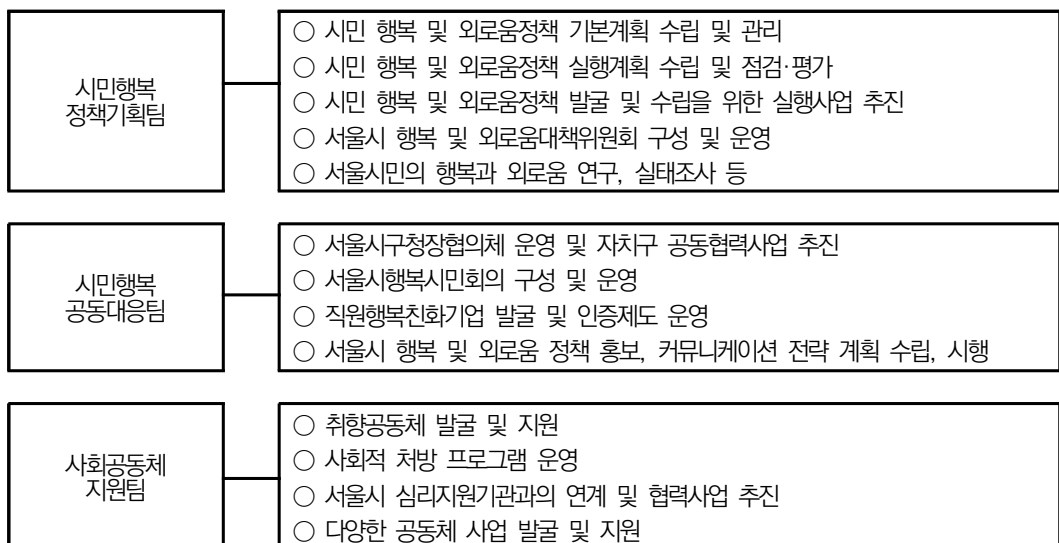 시민행복
정책기획팀
○ 시민 행복 및 외로움정책 기본계획 수립 및 관리
○ 시민 행복 및 외로움정책 실행계획 수립 및 점검·평가
○ 시민 행복 및 외로움정책 발굴 및 수립을 위한 실행사업 추진
○ 서울시 행복 및 외로움대책위원회 구성 및 운영
○ 서울시민의 행복과 외로움 연구, 실태조사 등
시민행복
공동대응팀
○ 서울시구청장협의체 운영 및 자치구 공동협력사업 추진
○ 서울시행복시민회의 구성 및 운영
○ 직원행복친화기업 발굴 및 인증제도 운영
○ 서울시 행복 및 외로움 정책 홍보, 커뮤니케이션 전략 계획 수립, 시행
사회공동체
지원팀
○ 취향공동체 발굴 및 지원
○ 사회적 처방 프로그램 운영
○ 서울시 심리지원기관과의 연계 및 협력사업 추진
○ 다양한 공동체 사업 발굴 및 지원